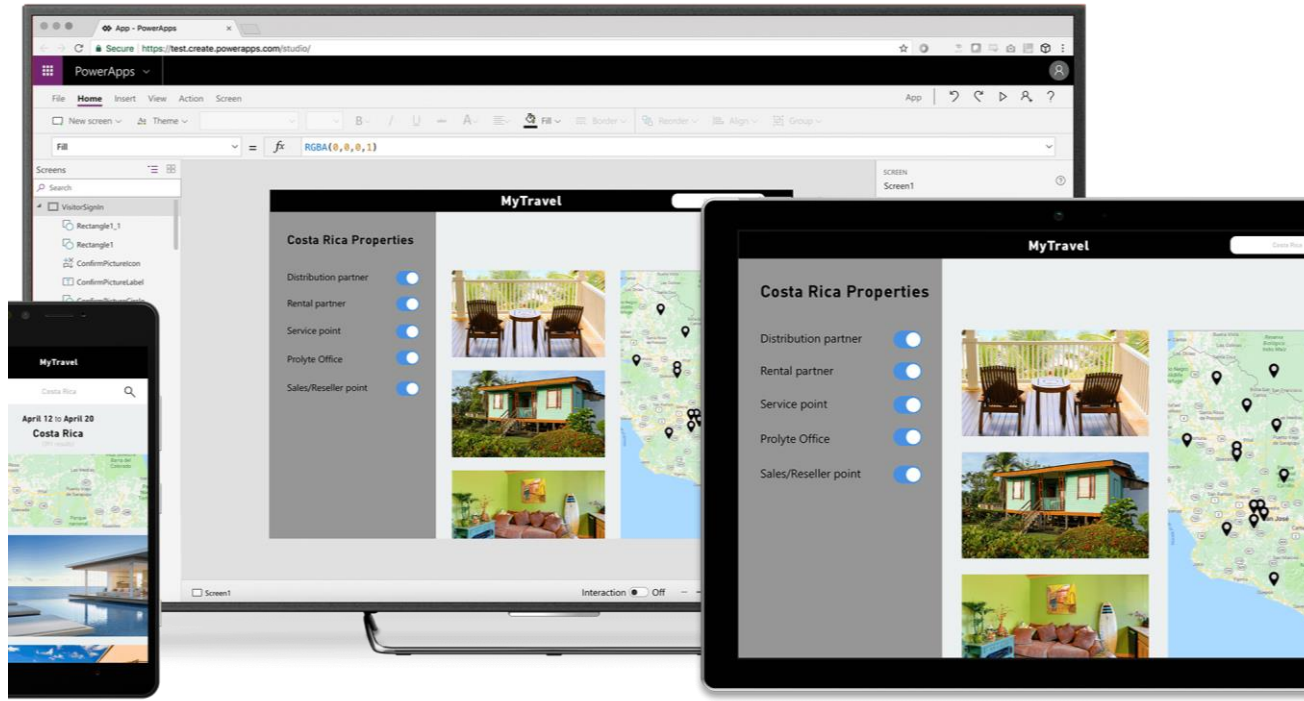 App - PowerApps
Secure https://test.create.powerapps.com/studio/
PowerApps
File Home Insert View Action Screen App
New screen Theme B I U A Fill Border Reorder Align Group
Fill = fx RGBA(0,0,0,1)
Screens
Search
VisitorSignIn
Rectangle1_1
Rectangle1
ConfirmPictureIcon
ConfirmPictureLabel
SCREEN
Screen1
MyTravel
Costa Rica Properties
Distribution partner
Rental partner
Service point
Prolyte Office
Sales/Reseller point
Screen1
Interaction Off
MyTravel
Costa Rica
April 12 to April 20
Costa Rica
MyTravel
Costa Rica
Costa Rica Properties
Distribution partner
Rental partner
Service point
Prolyte Office
Sales/Reseller point
San José